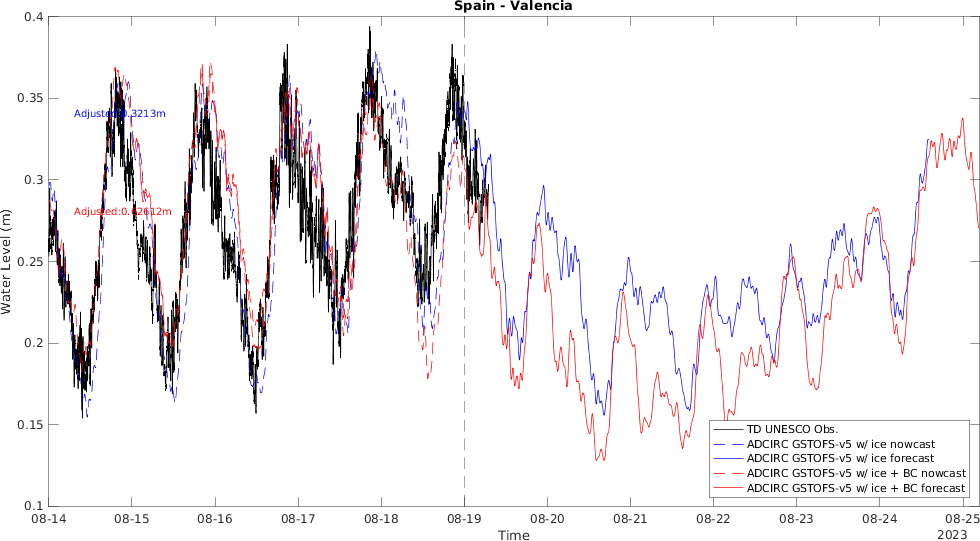 Spain - Valencia
0.4
0.35
0.3
0.25
0.2
0.15
0.1
Water Level (m)
Adjusted:0.3213m
Adjusted:0.62612m
TD UNESCO Obs.
ADCIRC GSTOFS-v5 w/ ice nowcast
ADCIRC GSTOFS-v5 w/ ice forecast
ADCIRC GSTOFS-v5 w/ ice + BC nowcast
ADCIRC GSTOFS-v5 w/ ice + BC forecast
08-14 08-15 08-16 08-17 08-18 08-19 08-20 08-21 08-22 08-23 08-24 08-25
Time
2023